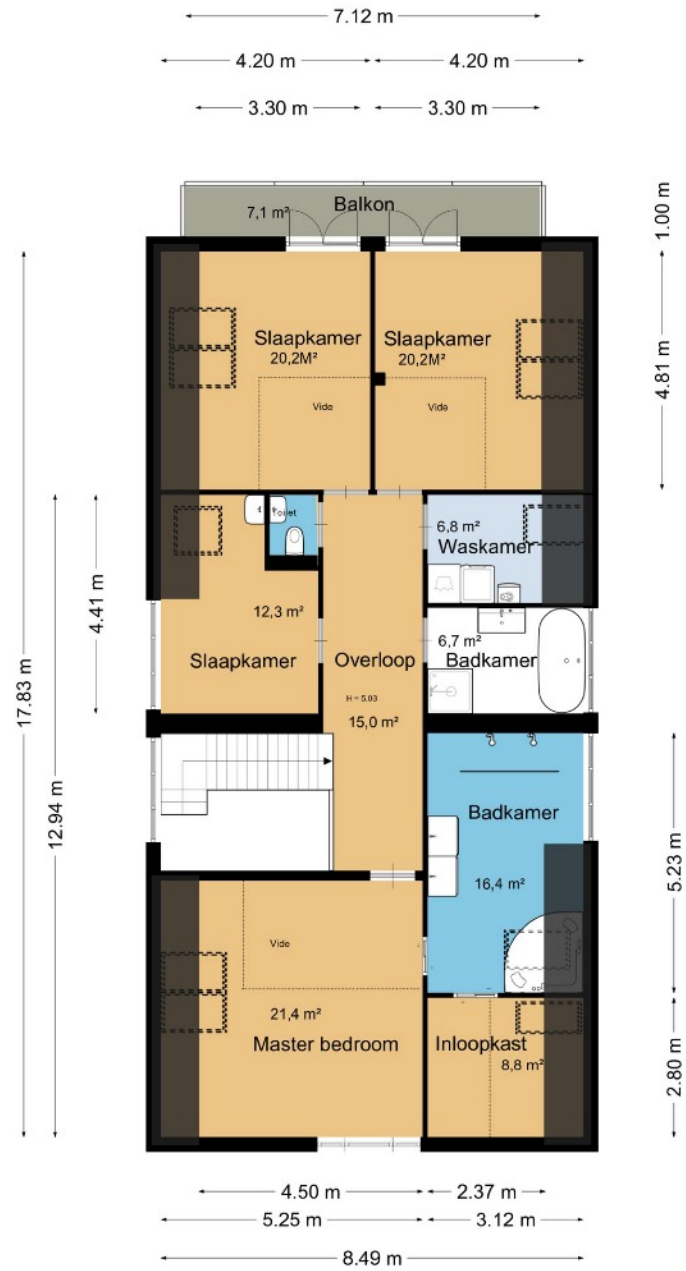 7.12 m
4.20 m
4.20 m
3.30 m
3.30 m
Balkon
7,1 m²
1.00 m
Slaapkamer
20,2M²
Slaapkamer
20,2M²
4.81 m
Vide
Vide
Toilet
6,8 m²
Waskamer
4.41 m
12,3 m²
Slaapkamer
Overloop
H = 5.03
15,0 m²
6,7 m²
Badkamer
17.83 m
12.94 m
Badkamer
16,4 m²
5.23 m
Vide
21,4 m²
Master bedroom
Inloopkast
8,8 m²
2.80 m
4.50 m
2.37 m
5.25 m
3.12 m
8.49 m